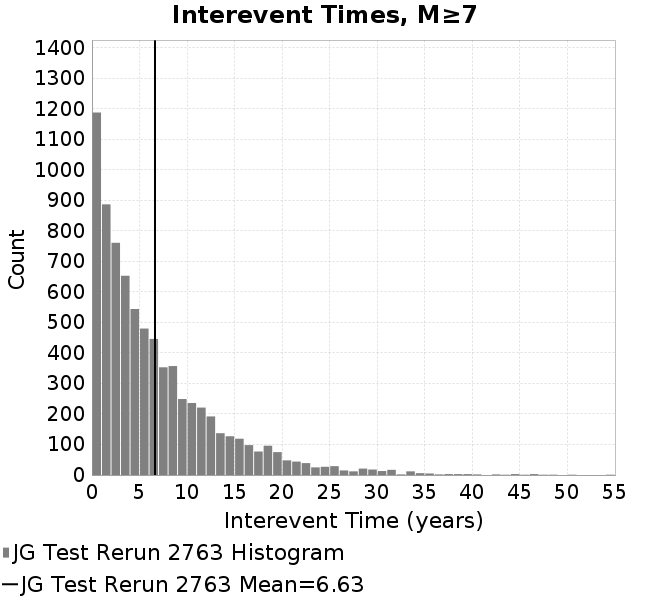 Interevent Times, M≥7
1400
1300
1200
1100
1000
900
800
700
600
500
400
300
200
100
0
Count
0 5 10 15 20 25 30 35 40 45 50 55
Interevent Time (years)
JG Test Rerun 2763 Histogram
JG Test Rerun 2763 Mean=6.63